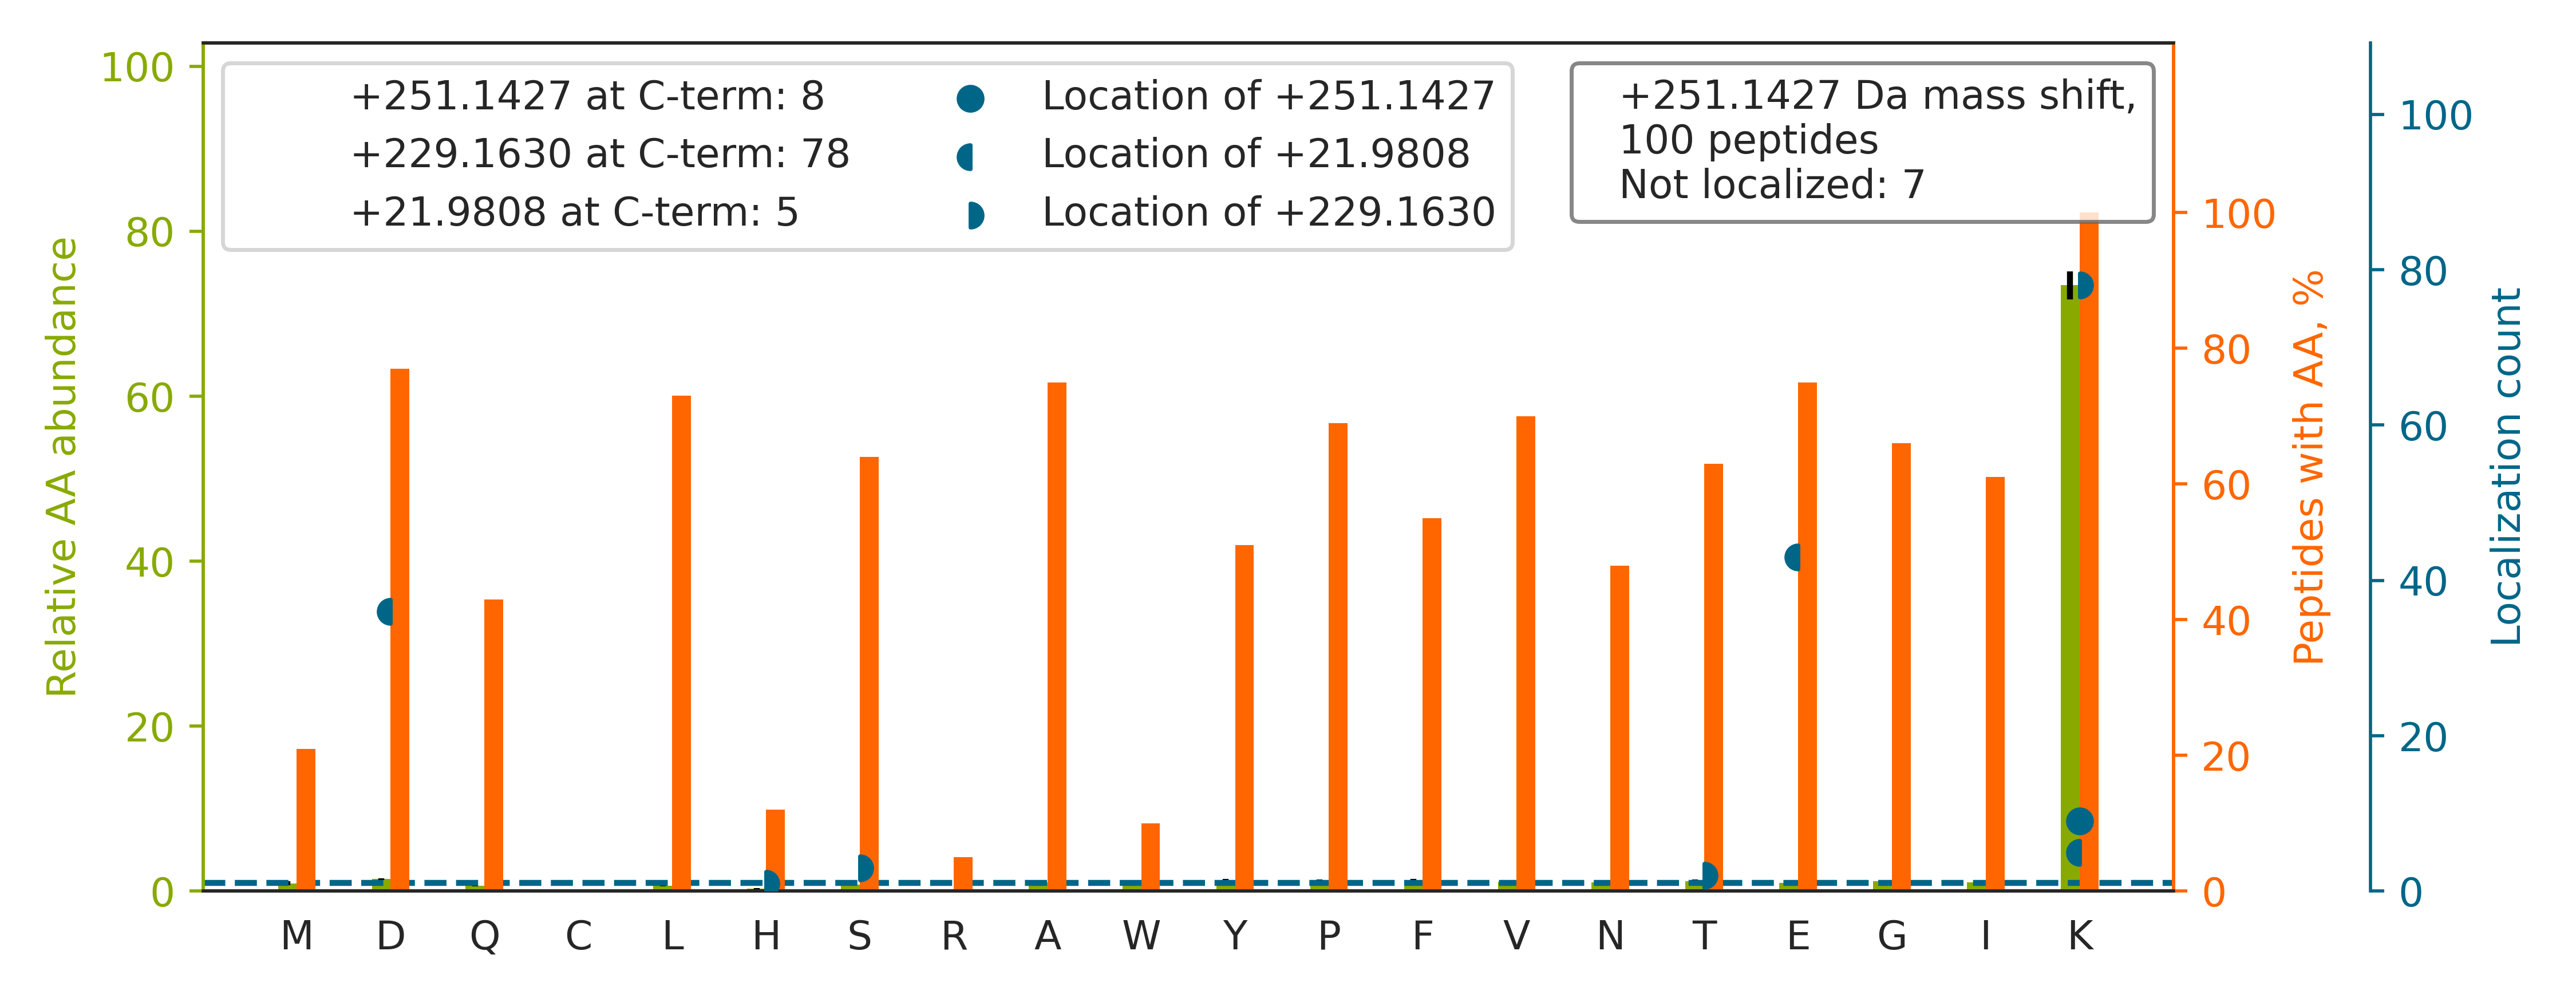 +251.1427 at C-term: 8
+229.1630 at C-term: 78
+21.9808 at C-term: 5
Location of +251.1427
Location of +21.9808
Location of +229.1630
+251.1427 Da mass shift,
100 peptides
Not localized: 7
Relative AA abundance
100
80
60
40
20
0
M D Q C L H S R A W Y P F V N T E G I K
100
80
60
40
20
0
Peptides with AA, %
100
80
60
40
20
0
Localization count